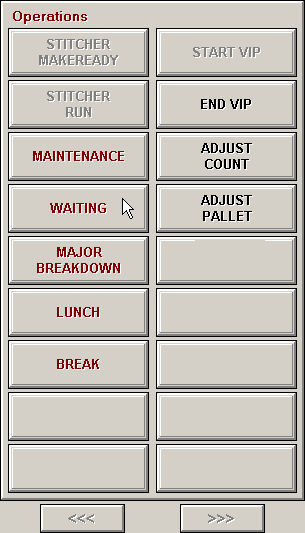 Operations
STITCHER
MAKEREADY
START VIP
STITCHER
RUN
END VIP
MAINTENANCE
ADJUST
COUNT
WAITING
ADJUST
PALLET
MAJOR
BREAKDOWN
LUNCH
BREAK
<<<
>>>